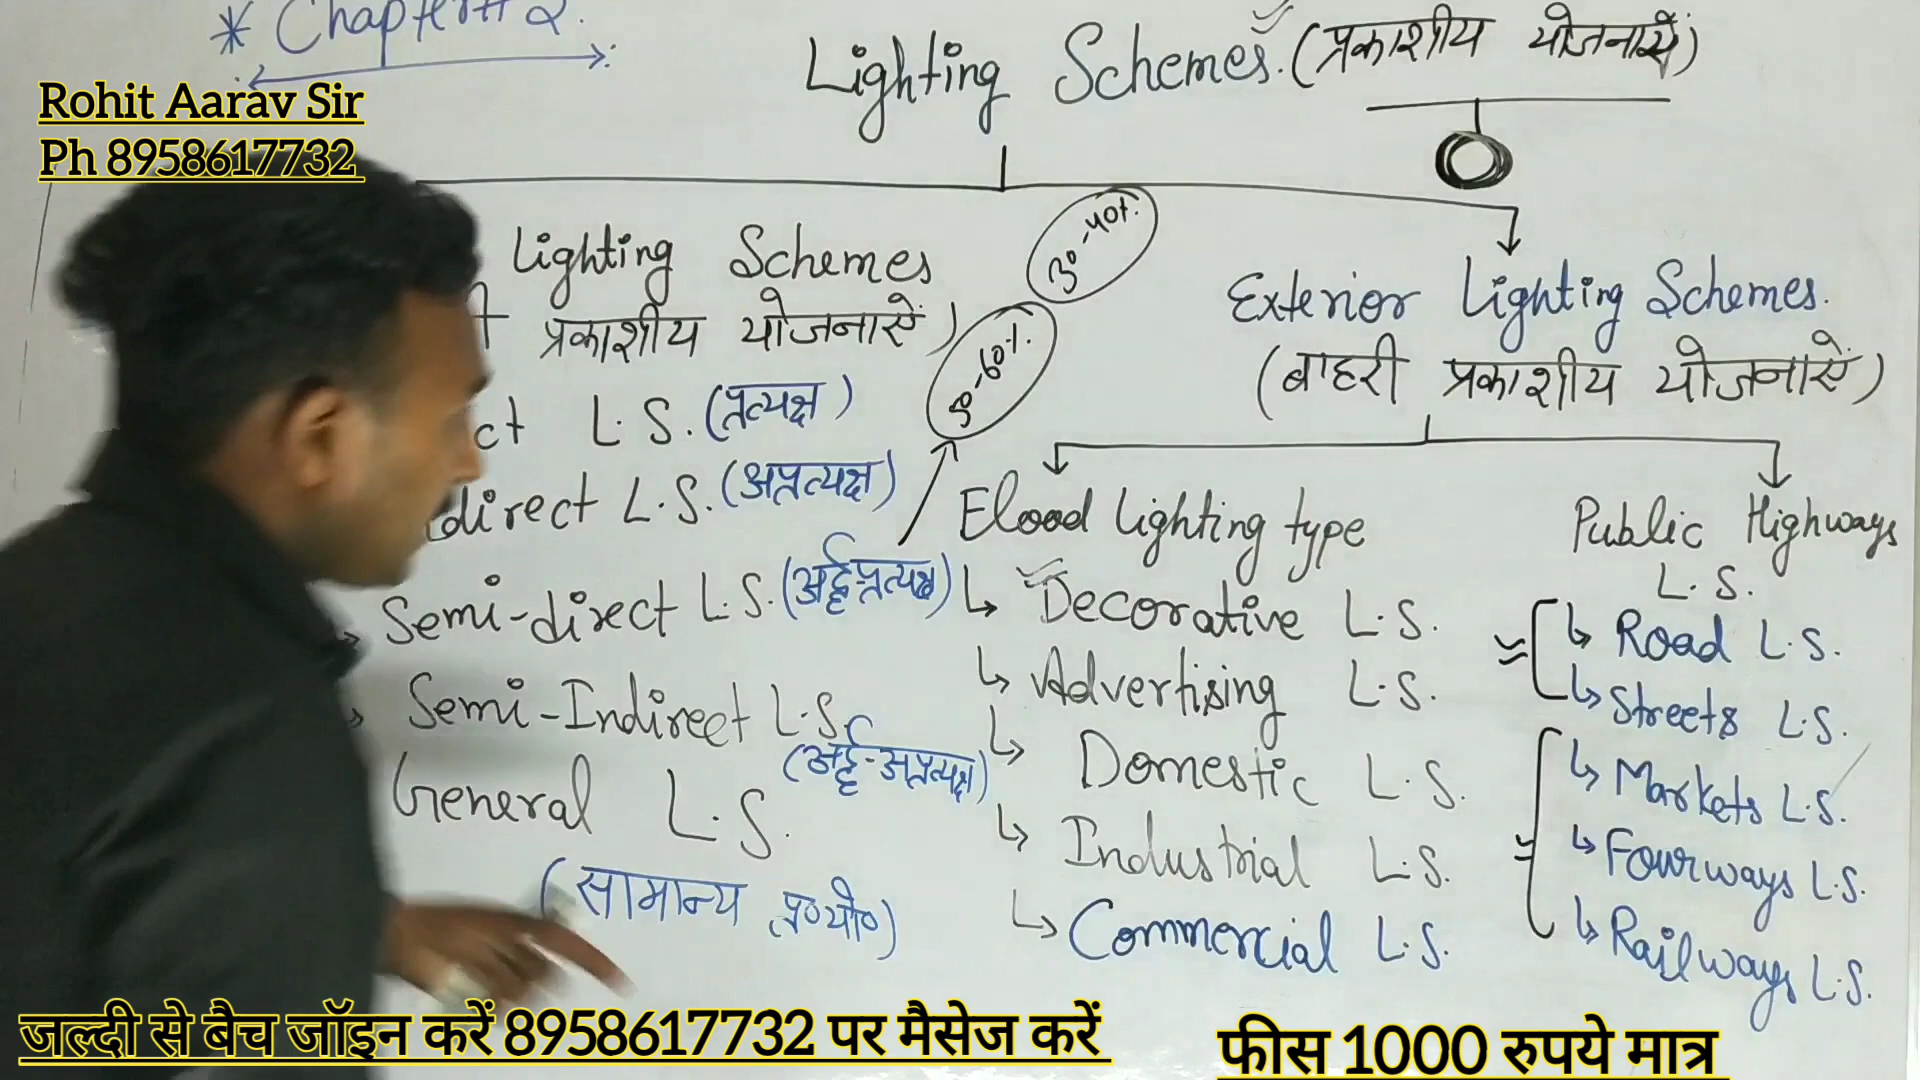 * Chapter # 2.
Rohit Aarav Sir
Ph 8958617732
Lighting Schemes. (प्रकाशीय योजनायें)
Lighting Schemes
प्रकाशीय योजनायें)
ct L.S. (प्रत्यक्ष)
direct L.S. (अप्रत्यक्ष)
Semi-direct L.S. (अर्द्ध-प्रत्यक्ष)
Semi-Indirect L.S.
(अर्द्ध-अप्रत्यक्ष)
General L.S.
(सामान्य प्र०यो०)
30-40%.
50-60%.
Exterior Lighting Schemes.
(बाहरी प्रकाशीय योजनायें)
Flood lighting type
Decorative L.S.
Advertising L.S.
Domestic L.S.
Industrial L.S.
Commercial L.S.
Public Highways
L.S.
Road L.S.
Streets L.S.
Markets L.S.
Fourways L.S.
Railways L.S.
जल्दी से बैच जॉइन करें 8958617732 पर मैसेज करें
फीस 1000 रुपये मात्र